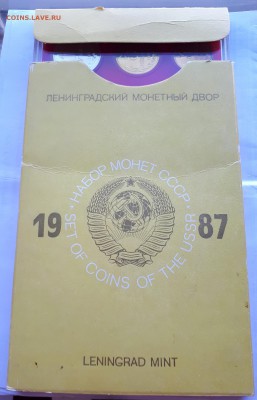 COINS.LAVE.RU
ЛЕНИНГРАДСКИЙ МОНЕТНЫЙ ДВОР
·НАБОР МОНЕТ СССР·
19 87
SET OF COINS OF THE USSR
LENINGRAD MINT